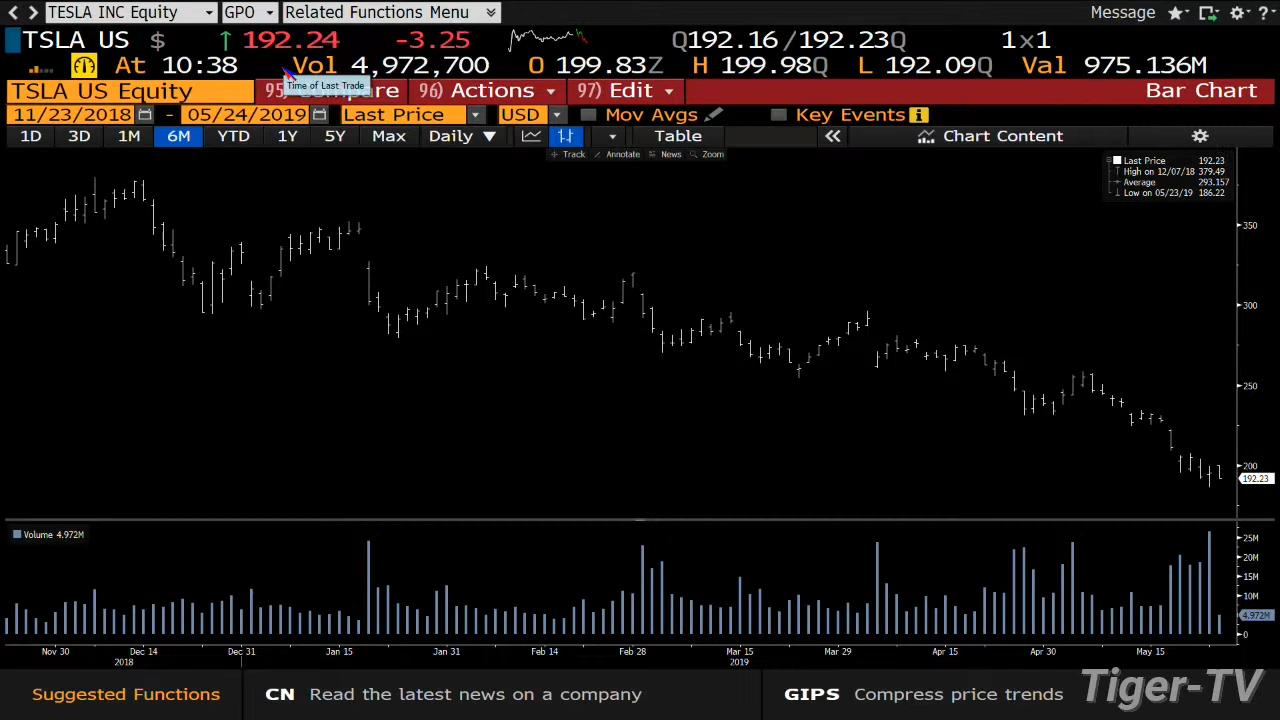 TESLA INC Equity GPO Related Functions Menu Message ?
TSLA US $ ↑ 192.24 -3.25 Q192.16 /192.23Q 1×1
At 10:38 Vol 4,972,700 O 199.83Z H 199.98Q L 192.09Q Val 975.136M
Time of Last Trade
TSLA US Equity 95) Compare 96) Actions 97) Edit Bar Chart
11/23/2018 - 05/24/2019 Last Price USD Mov Avgs Key Events i
1D 3D 1M 6M YTD 1Y 5Y Max Daily ▼ Table « Chart Content
Track Annotate News Zoom
Last Price 192.23
High on 12/07/18 379.49
Average 293.157
Low on 05/23/19 186.22
350
300
250
200
192.23
Volume 4.972M
25M
20M
15M
10M
4.972M
0
Nov 30 Dec 14 Dec 31 Jan 15 Jan 31 Feb 14 Feb 28 Mar 15 Mar 29 Apr 15 Apr 30 May 15
2018 2019
Suggested Functions CN Read the latest news on a company GIPS Compress price trends
Tiger-TV